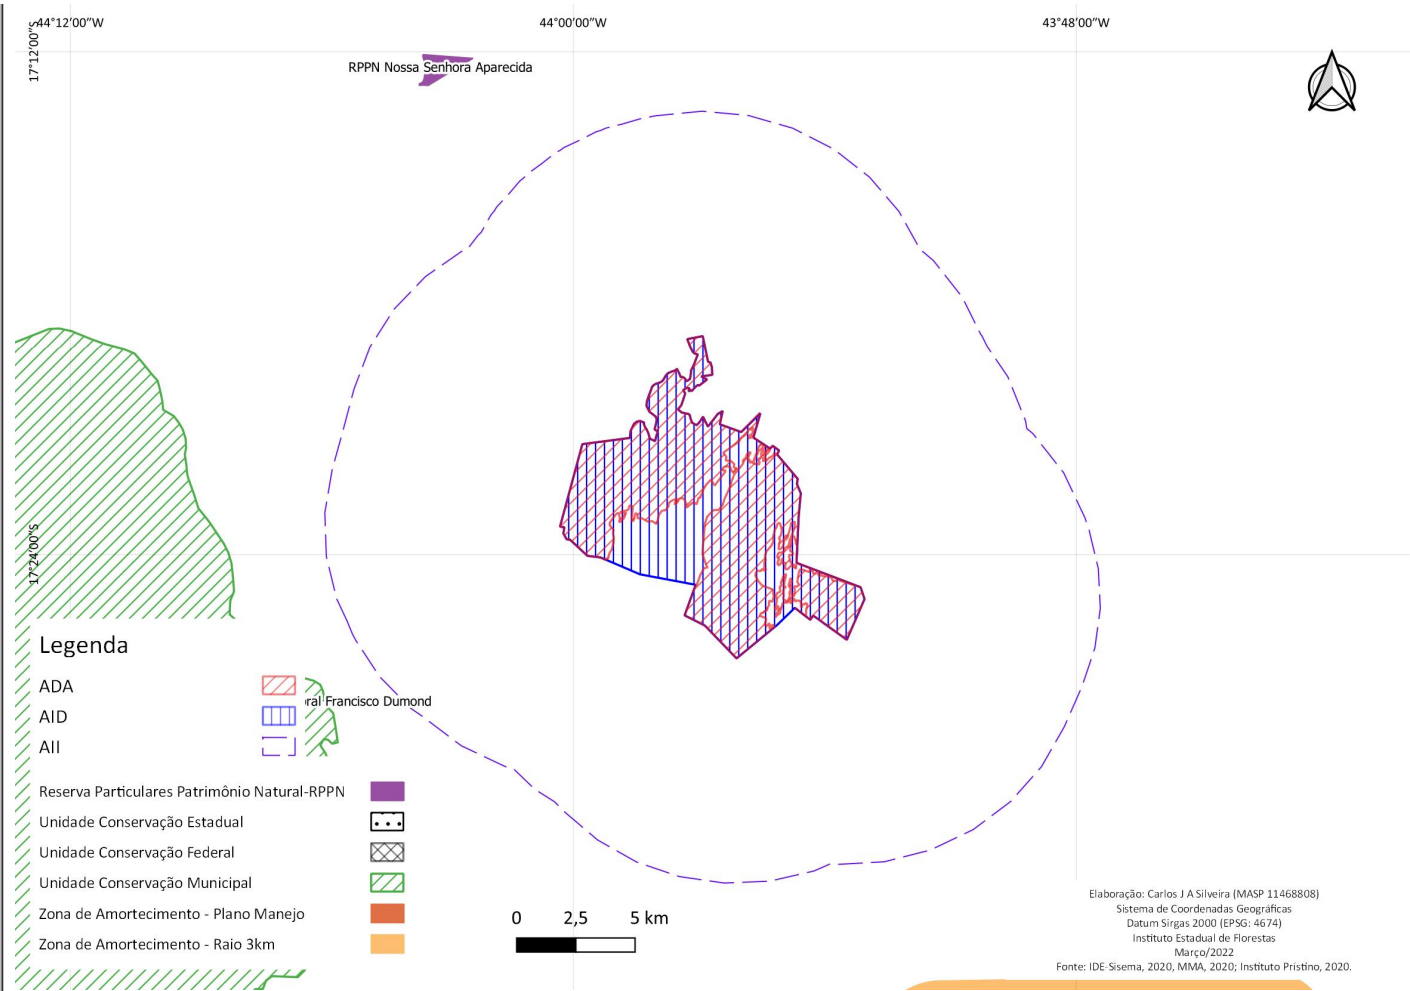 44°12'00"W
44°00'00"W
43°48'00"W
17°12'00"S
RPPN Nossa Senhora Aparecida
17°24'00"S
Legenda
ADA
AID
AII
ral Francisco Dumond
Reserva Particulares Patrimônio Natural-RPPN
Unidade Conservação Estadual
Unidade Conservação Federal
Unidade Conservação Municipal
Zona de Amortecimento - Plano Manejo
Zona de Amortecimento - Raio 3km
0 2,5 5 km
Elaboração: Carlos J A Silveira (MASP 11468808)
Sistema de Coordenadas Geográficas
Datum Sirgas 2000 (EPSG: 4674)
Instituto Estadual de Florestas
Março/2022
Fonte: IDE-Sisema, 2020, MMA, 2020; Instituto Prístino, 2020.